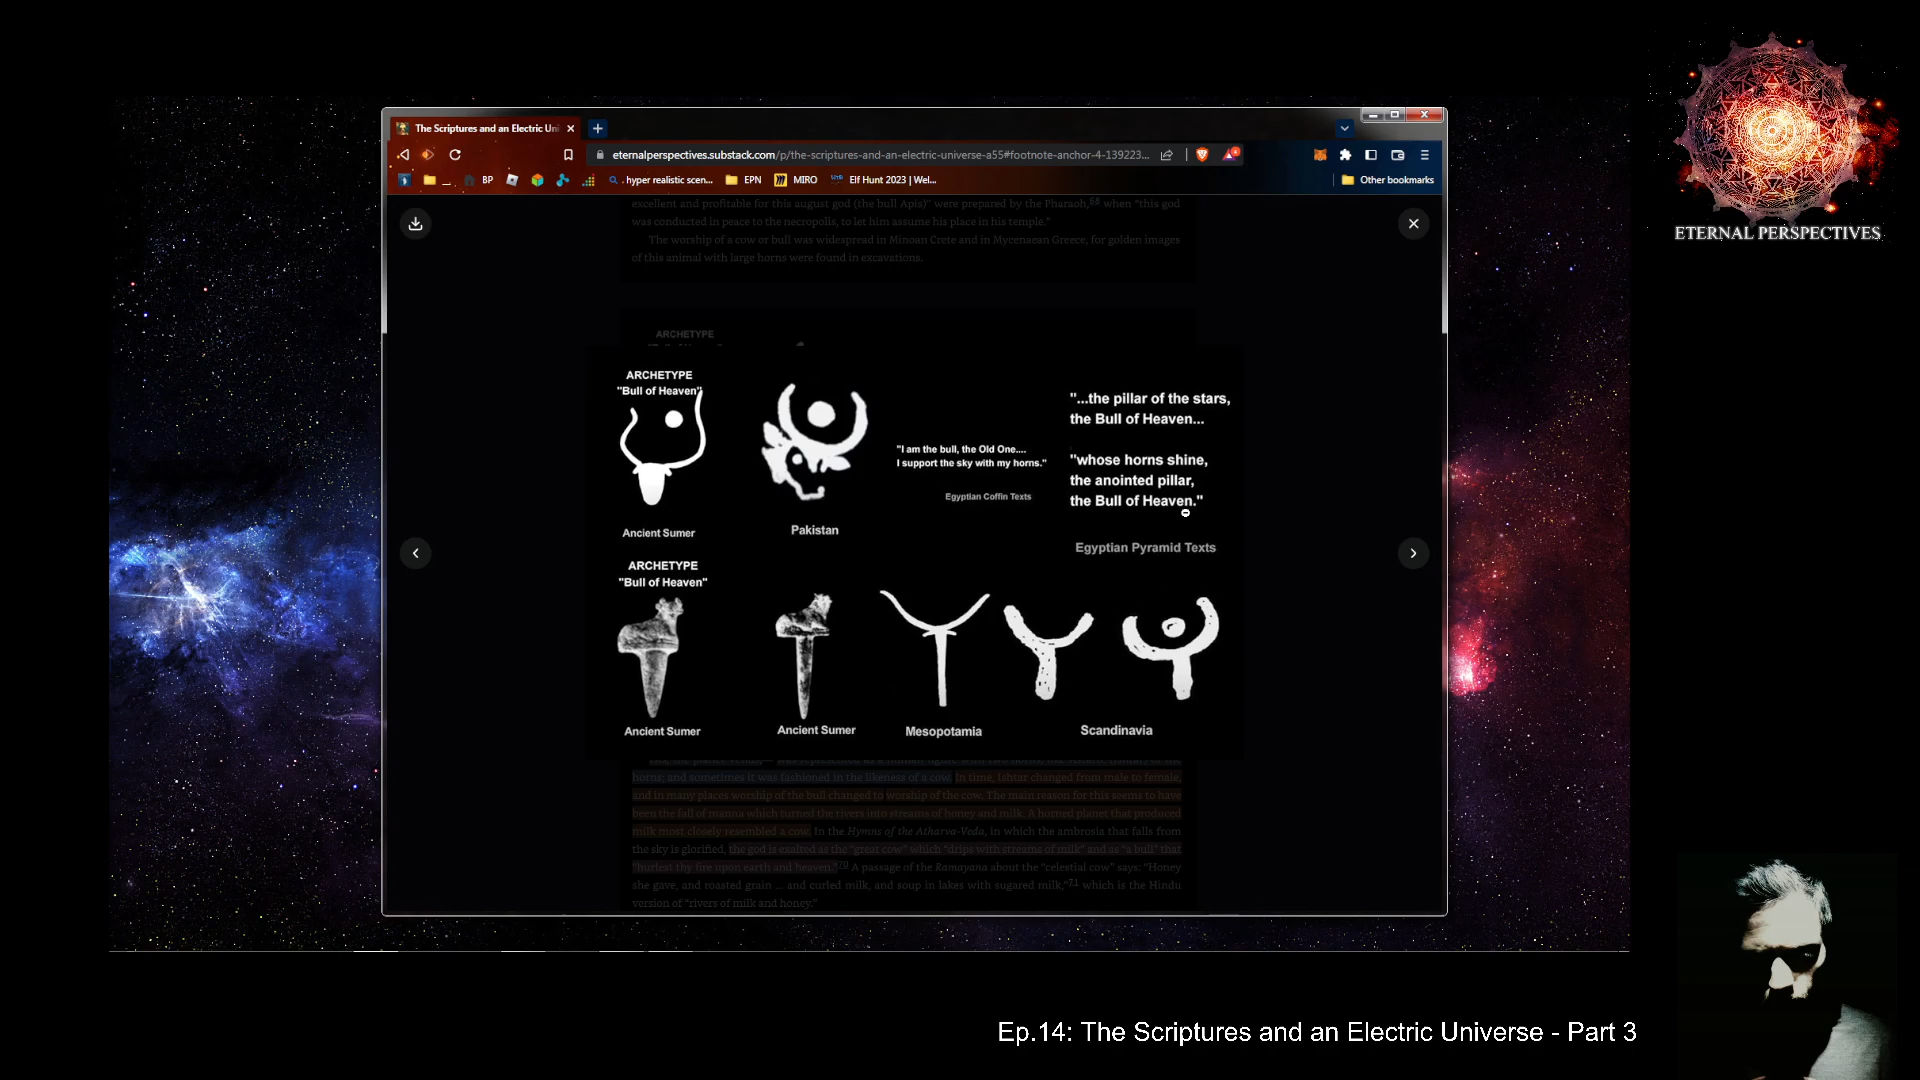 The Scriptures and an Electric Uni
eternalperspectives.substack.com/p/the-scriptures-and-an-electric-universe-a55#footnote-anchor-4-139223...
BP
. hyper realistic scen...
EPN
MIRO
Elf Hunt 2023 | Wel...
Other bookmarks
ETERNAL PERSPECTIVES
excellent and profitable for this august god (the bull Apis)" were prepared by the Pharaoh,68 when "this god
was conducted in peace to the necropolis, to let him assume his place in his temple."
The worship of a cow or bull was widespread in Minoan Crete and in Mycenaean Greece, for golden images
of this animal with large horns were found in excavations.
ARCHETYPE
ARCHETYPE
"Bull of Heaven"
Ancient Sumer
Pakistan
"I am the bull, the Old One....
I support the sky with my horns."
Egyptian Coffin Texts
"...the pillar of the stars,
the Bull of Heaven...
"whose horns shine,
the anointed pillar,
the Bull of Heaven."
Egyptian Pyramid Texts
ARCHETYPE
"Bull of Heaven"
Ancient Sumer
Ancient Sumer
Mesopotamia
Scandinavia
horns; and sometimes it was fashioned in the likeness of a cow. In time, Ishtar changed from male to female,
and in many places worship of the bull changed to worship of the cow. The main reason for this seems to have
been the fall of manna which turned the rivers into streams of honey and milk. A horned planet that produced
milk most closely resembled a cow. In the Hymns of the Atharva-Veda, in which the ambrosia that falls from
the sky is glorified, the god is exalted as the "great cow" which "drips with streams of milk" and as "a bull" that
"hurlest thy fire upon earth and heaven."70 A passage of the Ramayana about the "celestial cow" says: "Honey
she gave, and roasted grain ... and curled milk, and soup in lakes with sugared milk,"71 which is the Hindu
version of "rivers of milk and honey."
Ep.14: The Scriptures and an Electric Universe - Part 3